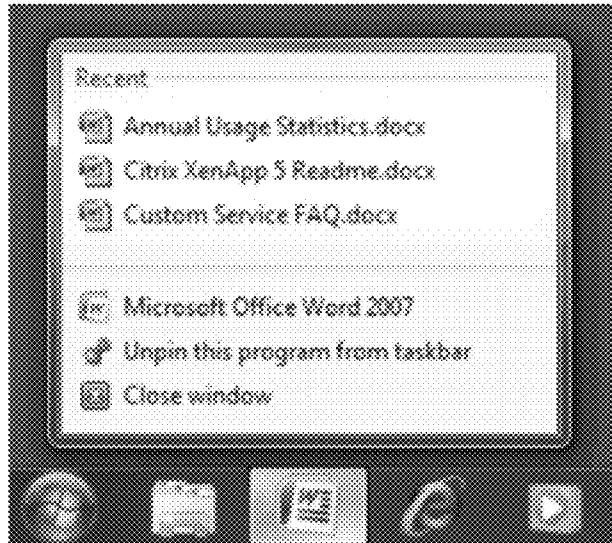 Recent
Annual Usage Statistics.docx
Citrix XenApp 5 Readme.docx
Custom Service FAQ.docx
Microsoft Office Word 2007
Unpin this program from taskbar
Close window